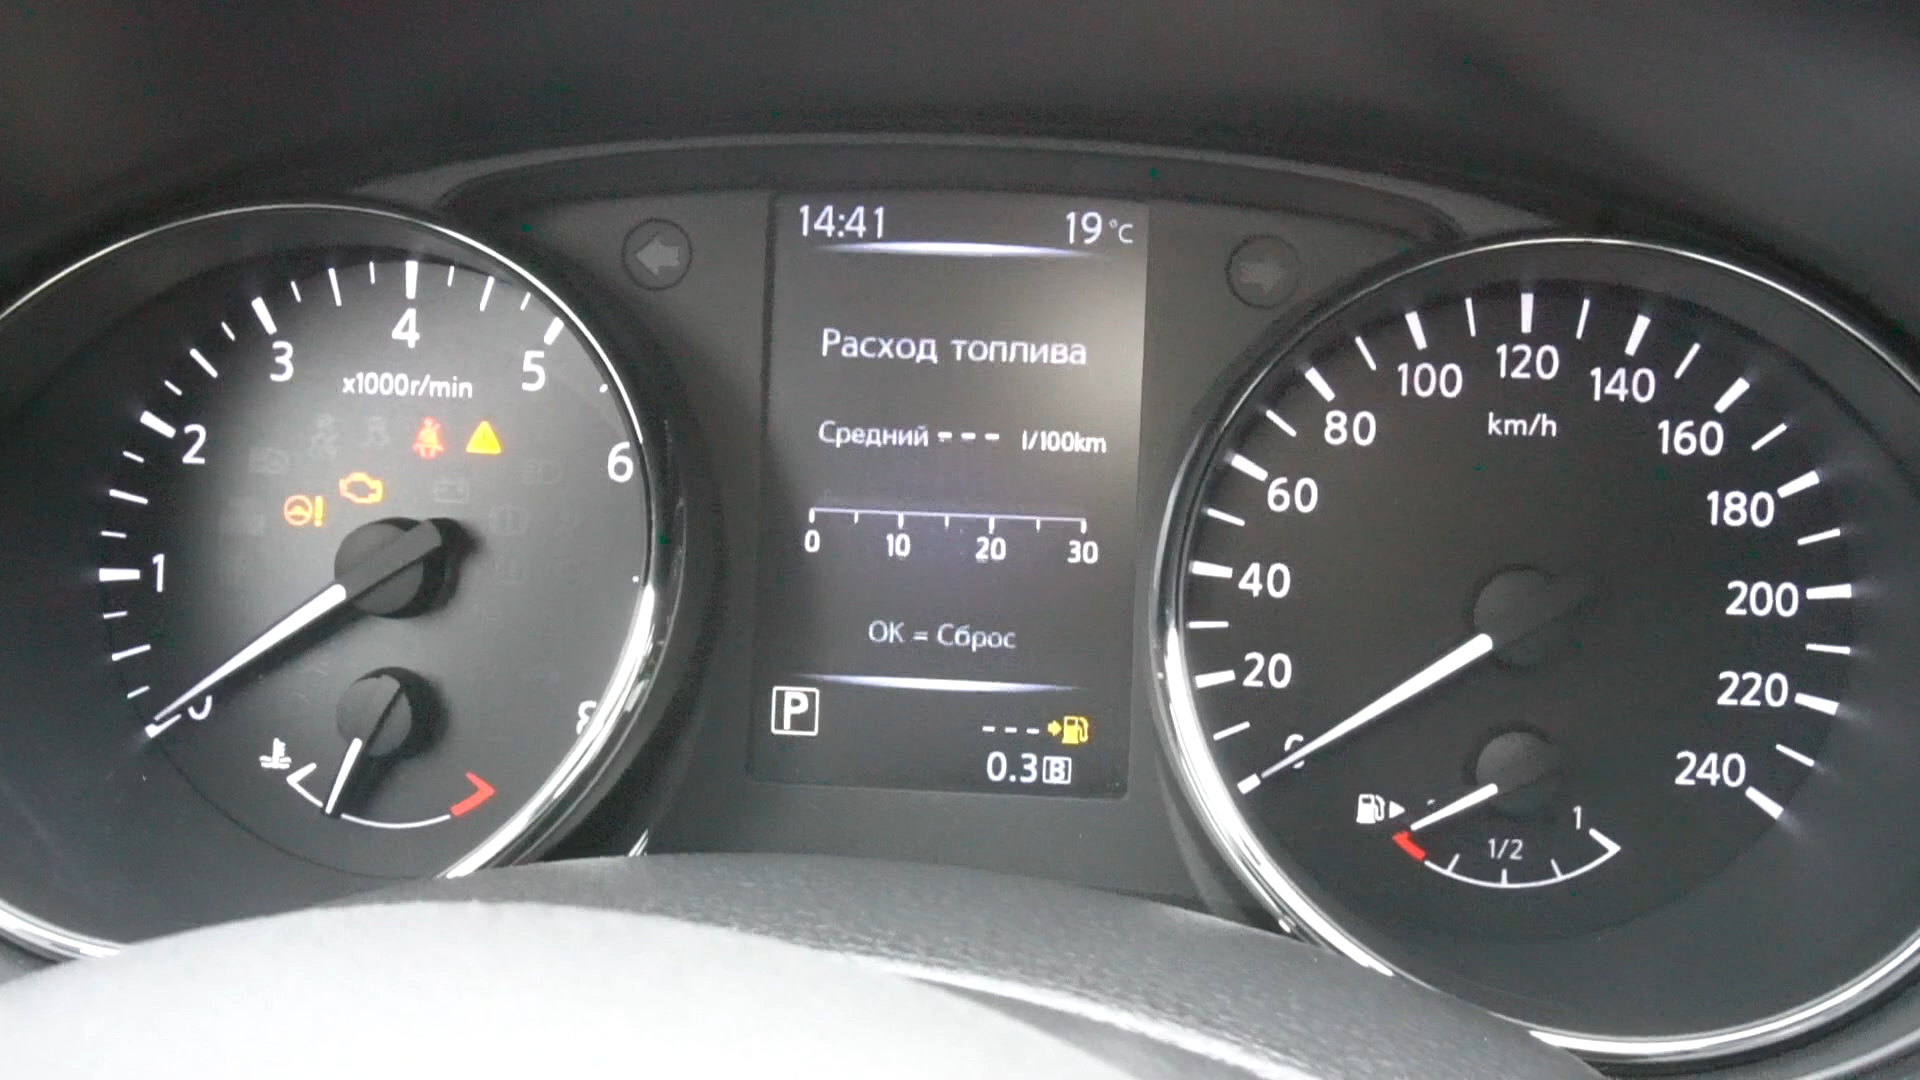 14:41 19°C
Расход топлива
Средний --- l/100km
0 10 20 30
OK = Сброс
P
---
0.3 B
1 2 3 4 5 6 8
x1000r/min
20 40 60 80 100 120 140 160 180 200 220 240
km/h
1/2 1